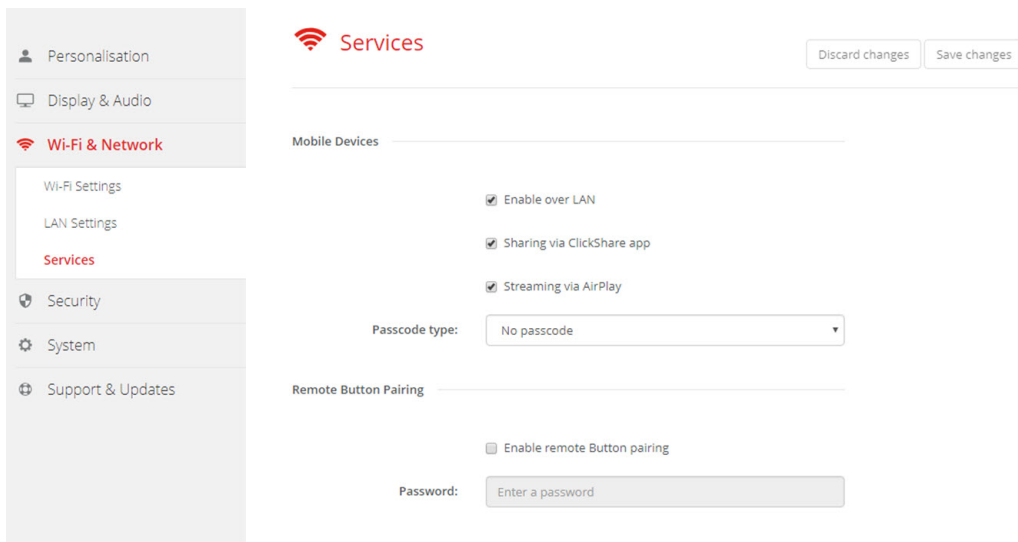 Personalisation
Display & Audio
Wi-Fi & Network
Wi-Fi Settings
LAN Settings
Services
Security
System
Support & Updates
Services
Discard changes
Save changes
Mobile Devices
Enable over LAN
Sharing via ClickShare app
Streaming via AirPlay
Passcode type:
No passcode
Remote Button Pairing
Enable remote Button pairing
Password:
Enter a password